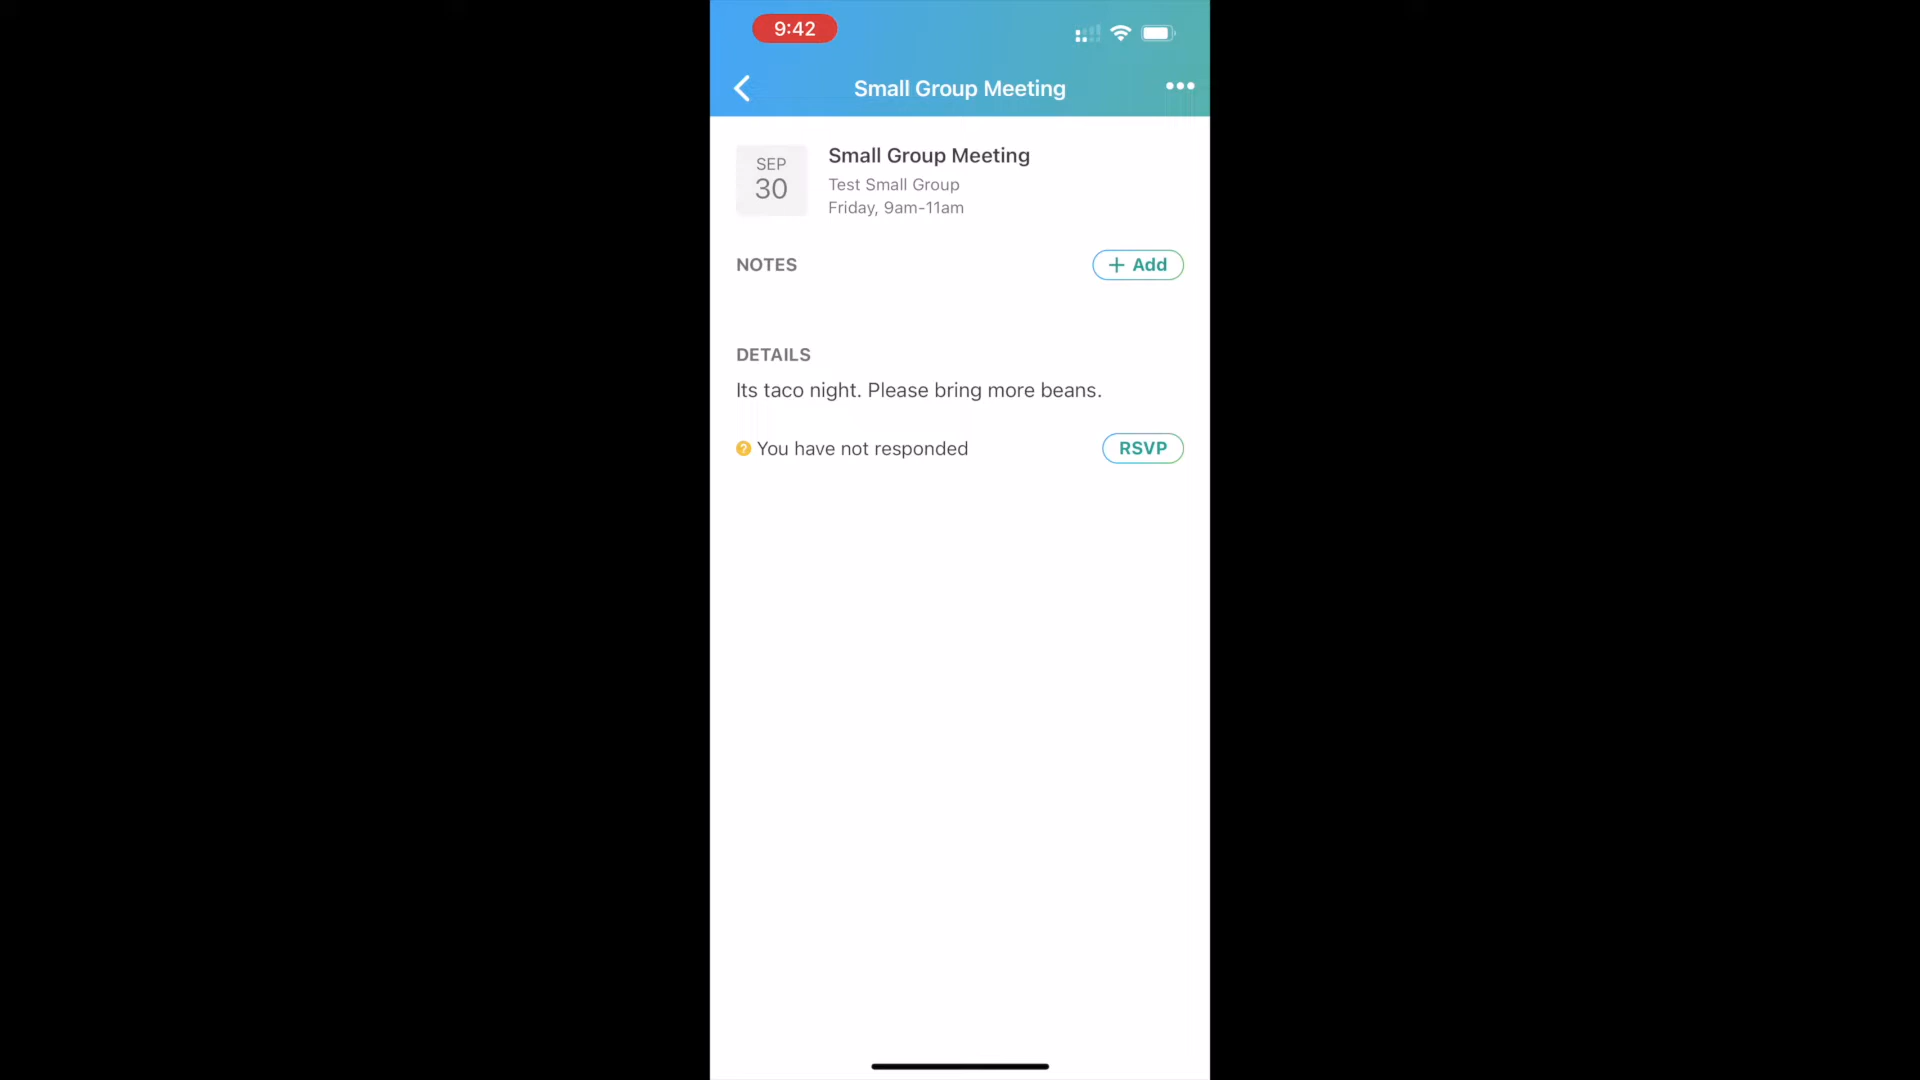 9:42
Small Group Meeting
SEP
30
Small Group Meeting
Test Small Group
Friday, 9am-11am
NOTES
+ Add
DETAILS
Its taco night. Please bring more beans.
? You have not responded
RSVP